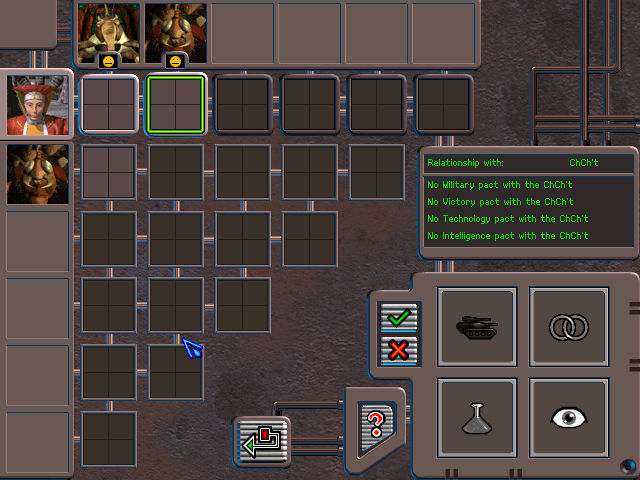 Relationship with: ChCh't
No Military pact with the ChCh't
No Victory pact with the ChCh't
No Technology pact with the ChCh't
No Intelligence pact with the ChCh't
?